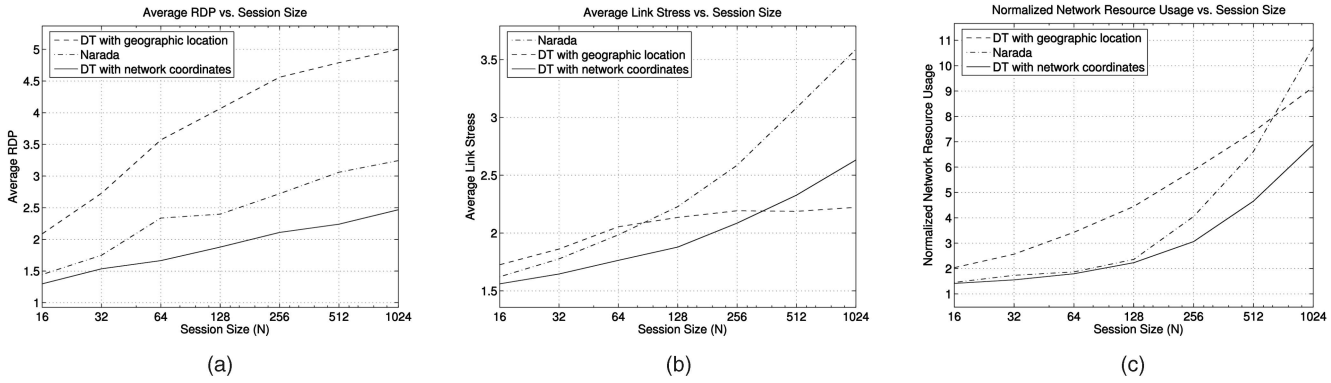 Average RDP vs. Session Size
DT with geographic location
Narada
DT with network coordinates
5
4.5
4
3.5
3
2.5
2
1.5
1
Average RDP
16 32 64 128 256 512 1024
Session Size (N)
(a)
Average Link Stress vs. Session Size
Narada
DT with geographic location
DT with network coordinates
3.5
3
2.5
2
1.5
Average Link Stress
16 32 64 128 256 512 1024
Session Size (N)
(b)
Normalized Network Resource Usage vs. Session Size
DT with geographic location
Narada
DT with network coordinates
11
10
9
8
7
6
5
4
3
2
1
Normalized Network Resource Usage
16 32 64 128 256 512 1024
Session Size (N)
(c)